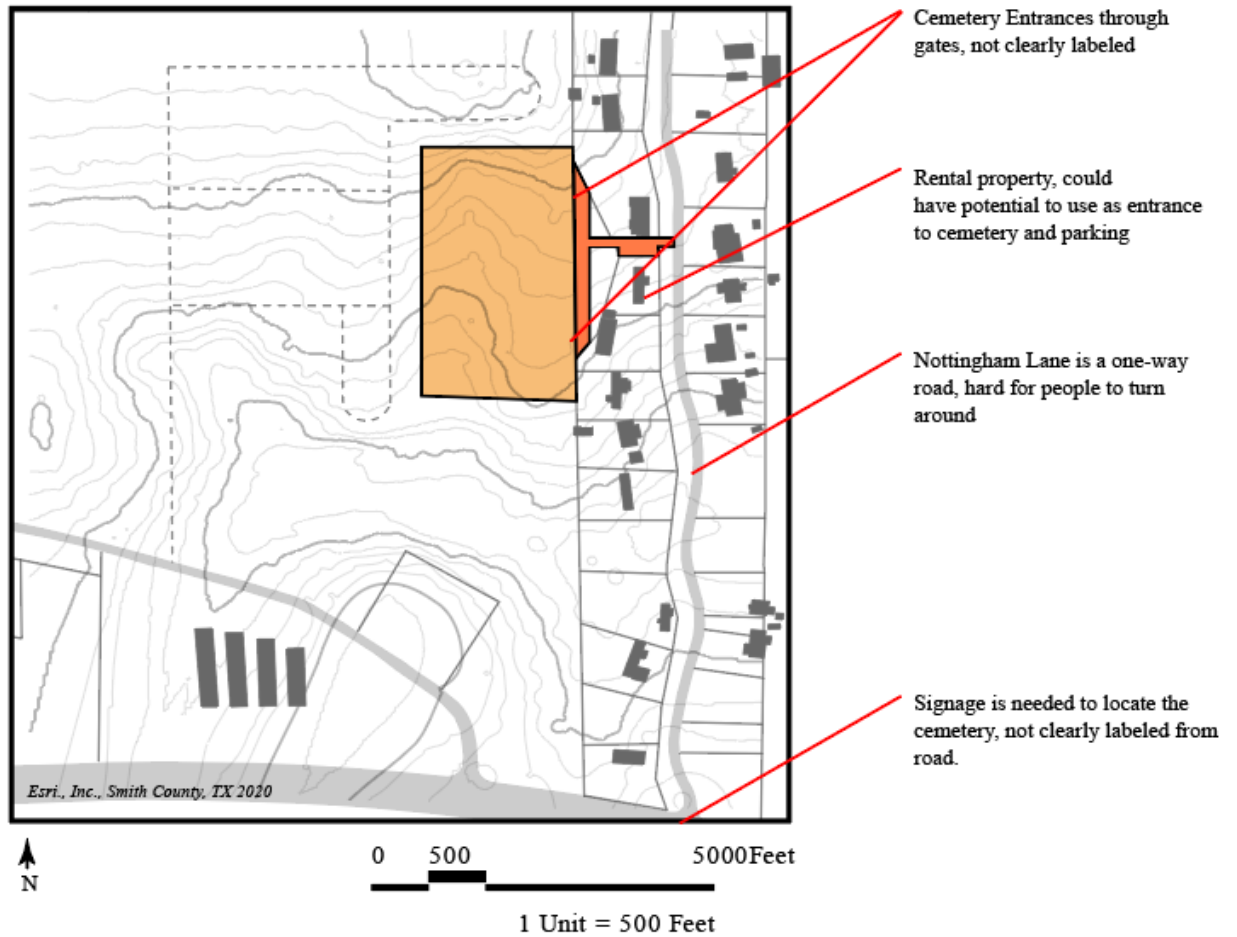 Cemetery Entrances through
gates, not clearly labeled
Rental property, could
have potential to use as entrance
to cemetery and parking
Nottingham Lane is a one-way
road, hard for people to turn
around
Signage is needed to locate the
cemetery, not clearly labeled from
road.
Esri., Inc., Smith County, TX 2020
N
0 500 5000Feet
1 Unit = 500 Feet